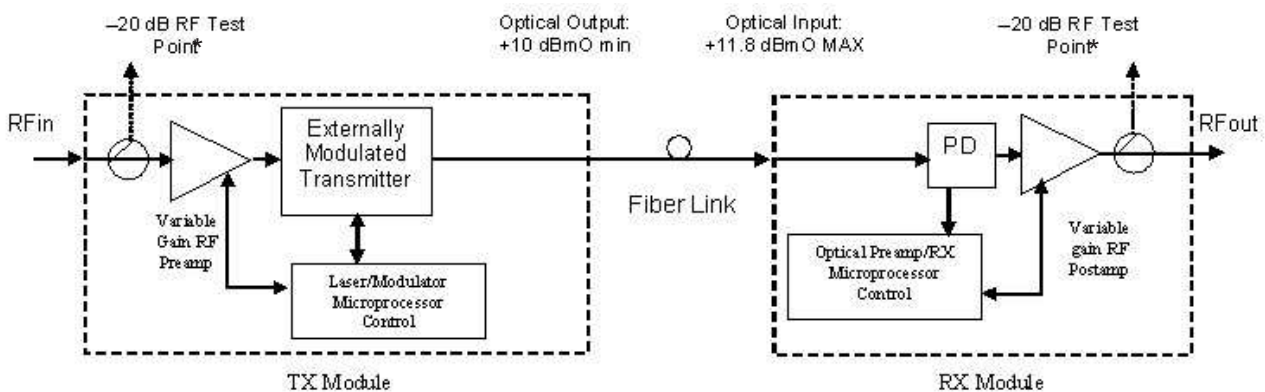 –20 dB RF Test
Point*
Optical Output:
+10 dBmO min
Optical Input:
+11.8 dBmO MAX
–20 dB RF Test
Point*
RFin
Externally
Modulated
Transmitter
PD
RFout
Fiber Link
Variable
Gain RF
Preamp
Laser/Modulator
Microprocessor
Control
Optical Preamp/RX
Microprocessor
Control
Variable
gain RF
Postamp
TX Module
RX Module